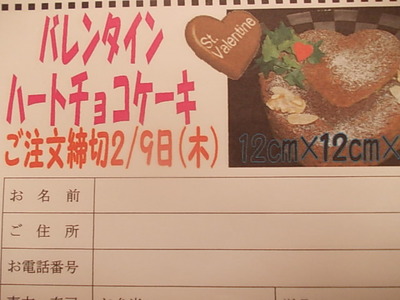 バレンタイン
ハートチョコケーキ
ご注文締切2/9日(木)
St.
Valentine
12cm×12cm×
お名前
ご住所
お電話番号